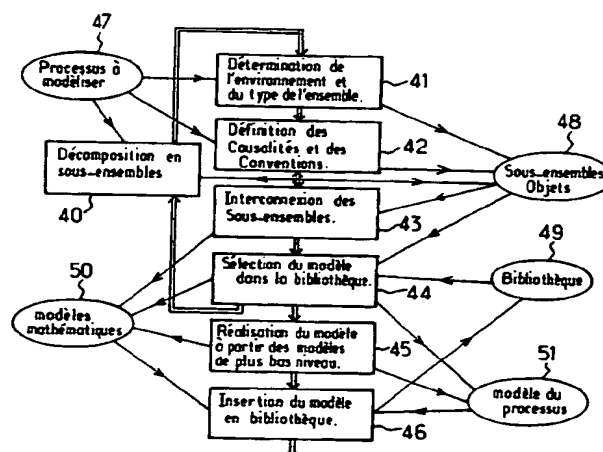 47
Processus à
modéliser
Détermination de
l'environnement et
du type de l'ensemble.
41
Définition des
Causalités et des
Conventions.
42
48
Sous-ensembles
Objets
Décomposition en
sous-ensembles
40
Interconnexion des
Sous-ensembles.
43
49
Bibliothèque
50
modèles
mathématiques
Sélection du modèle
dans la bibliothèque.
44
Réalisation du modèle
à partir des modèles
de plus bas niveau.
45
51
modèle du
processus
Insertion du modèle
en bibliothèque.
46